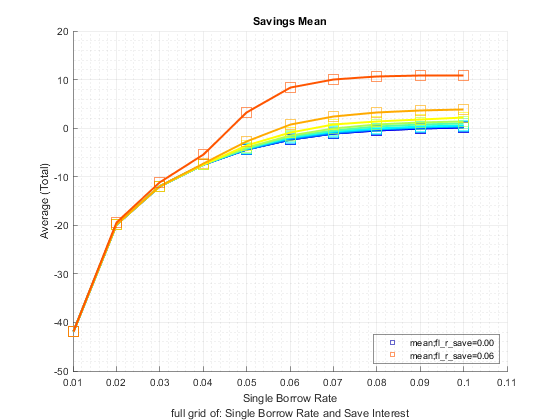 Savings Mean
20
10
0
-10
-20
-30
-40
-50
Average (Total)
mean;fl_r_save=0.00
mean;fl_r_save=0.06
0.01 0.02 0.03 0.04 0.05 0.06 0.07 0.08 0.09 0.1 0.11
Single Borrow Rate
full grid of: Single Borrow Rate and Save Interest